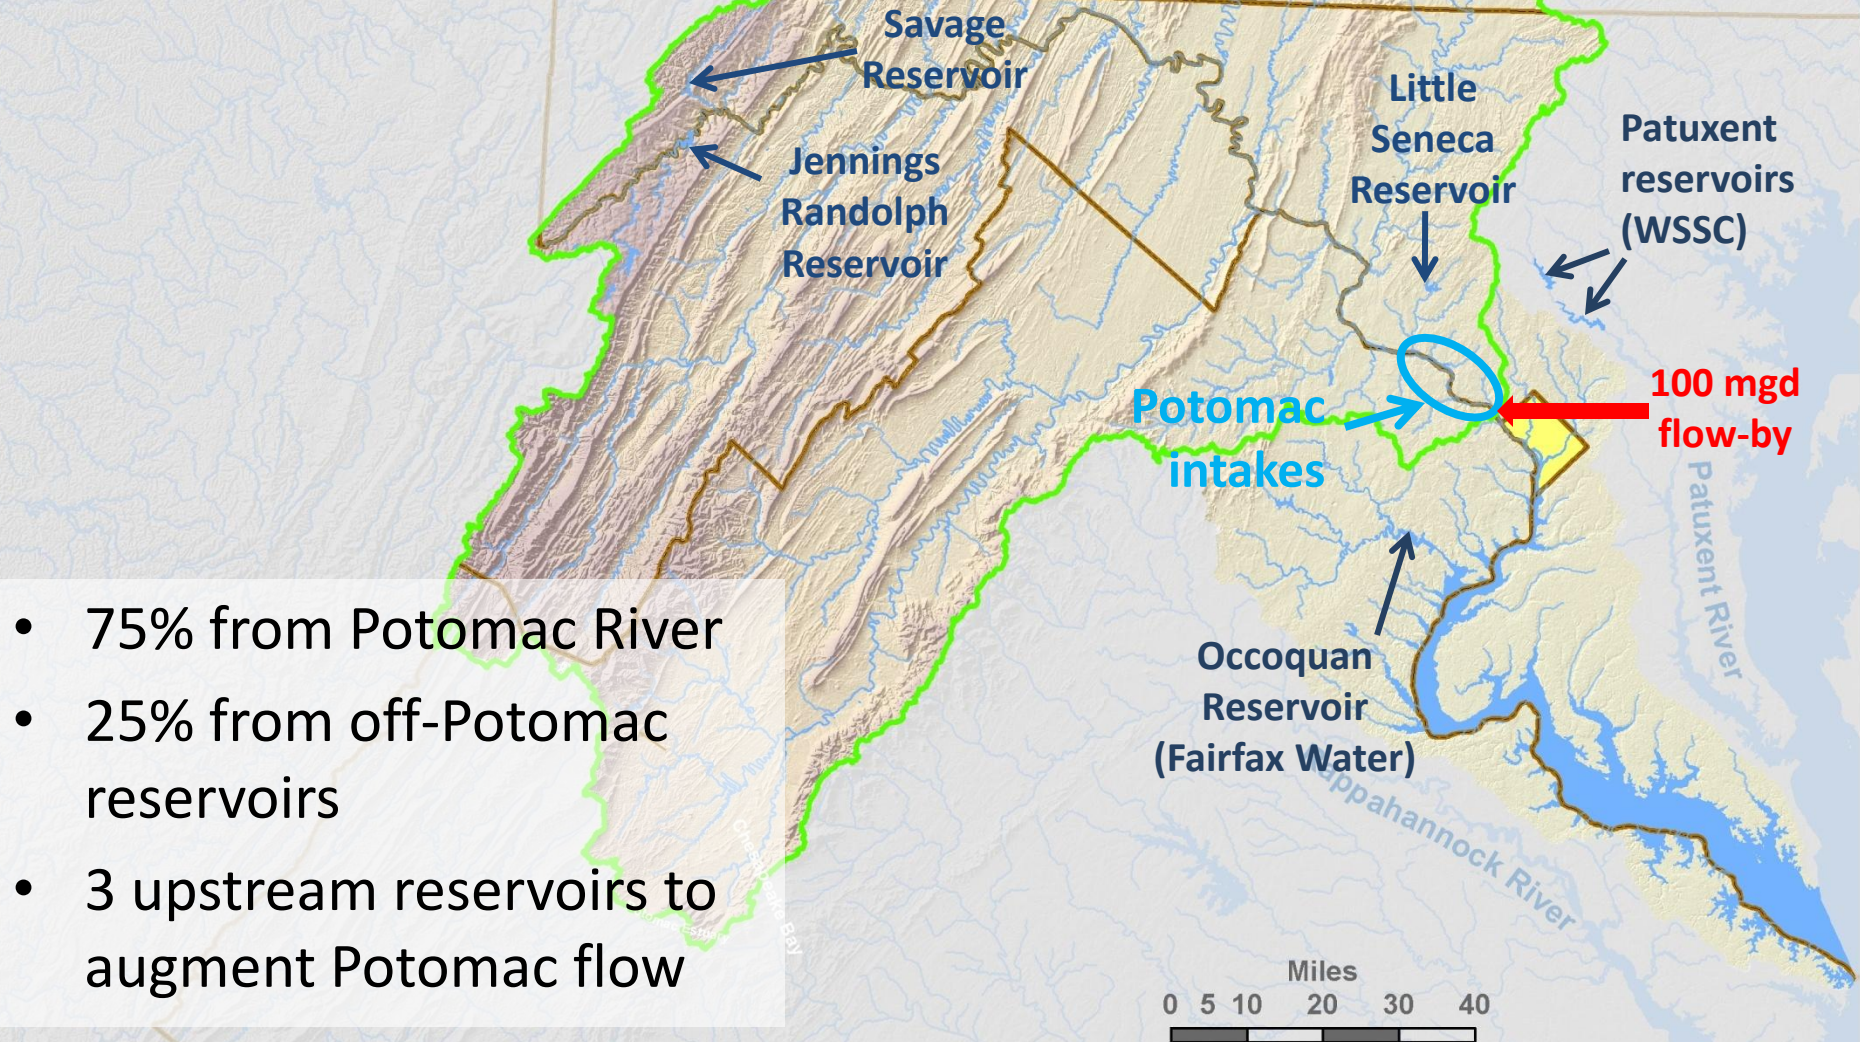 Savage
Reservoir
Jennings
Randolph
Reservoir
Little
Seneca
Reservoir
Patuxent
reservoirs
(WSSC)
100 mgd
flow-by
Potomac
intakes
Patuxent River
Occoquan
Reservoir
(Fairfax Water)
Rappahannock River
Chesapeake Bay
• 75% from Potomac River
• 25% from off-Potomac
reservoirs
• 3 upstream reservoirs to
augment Potomac flow
Miles
0 5 10 20 30 40